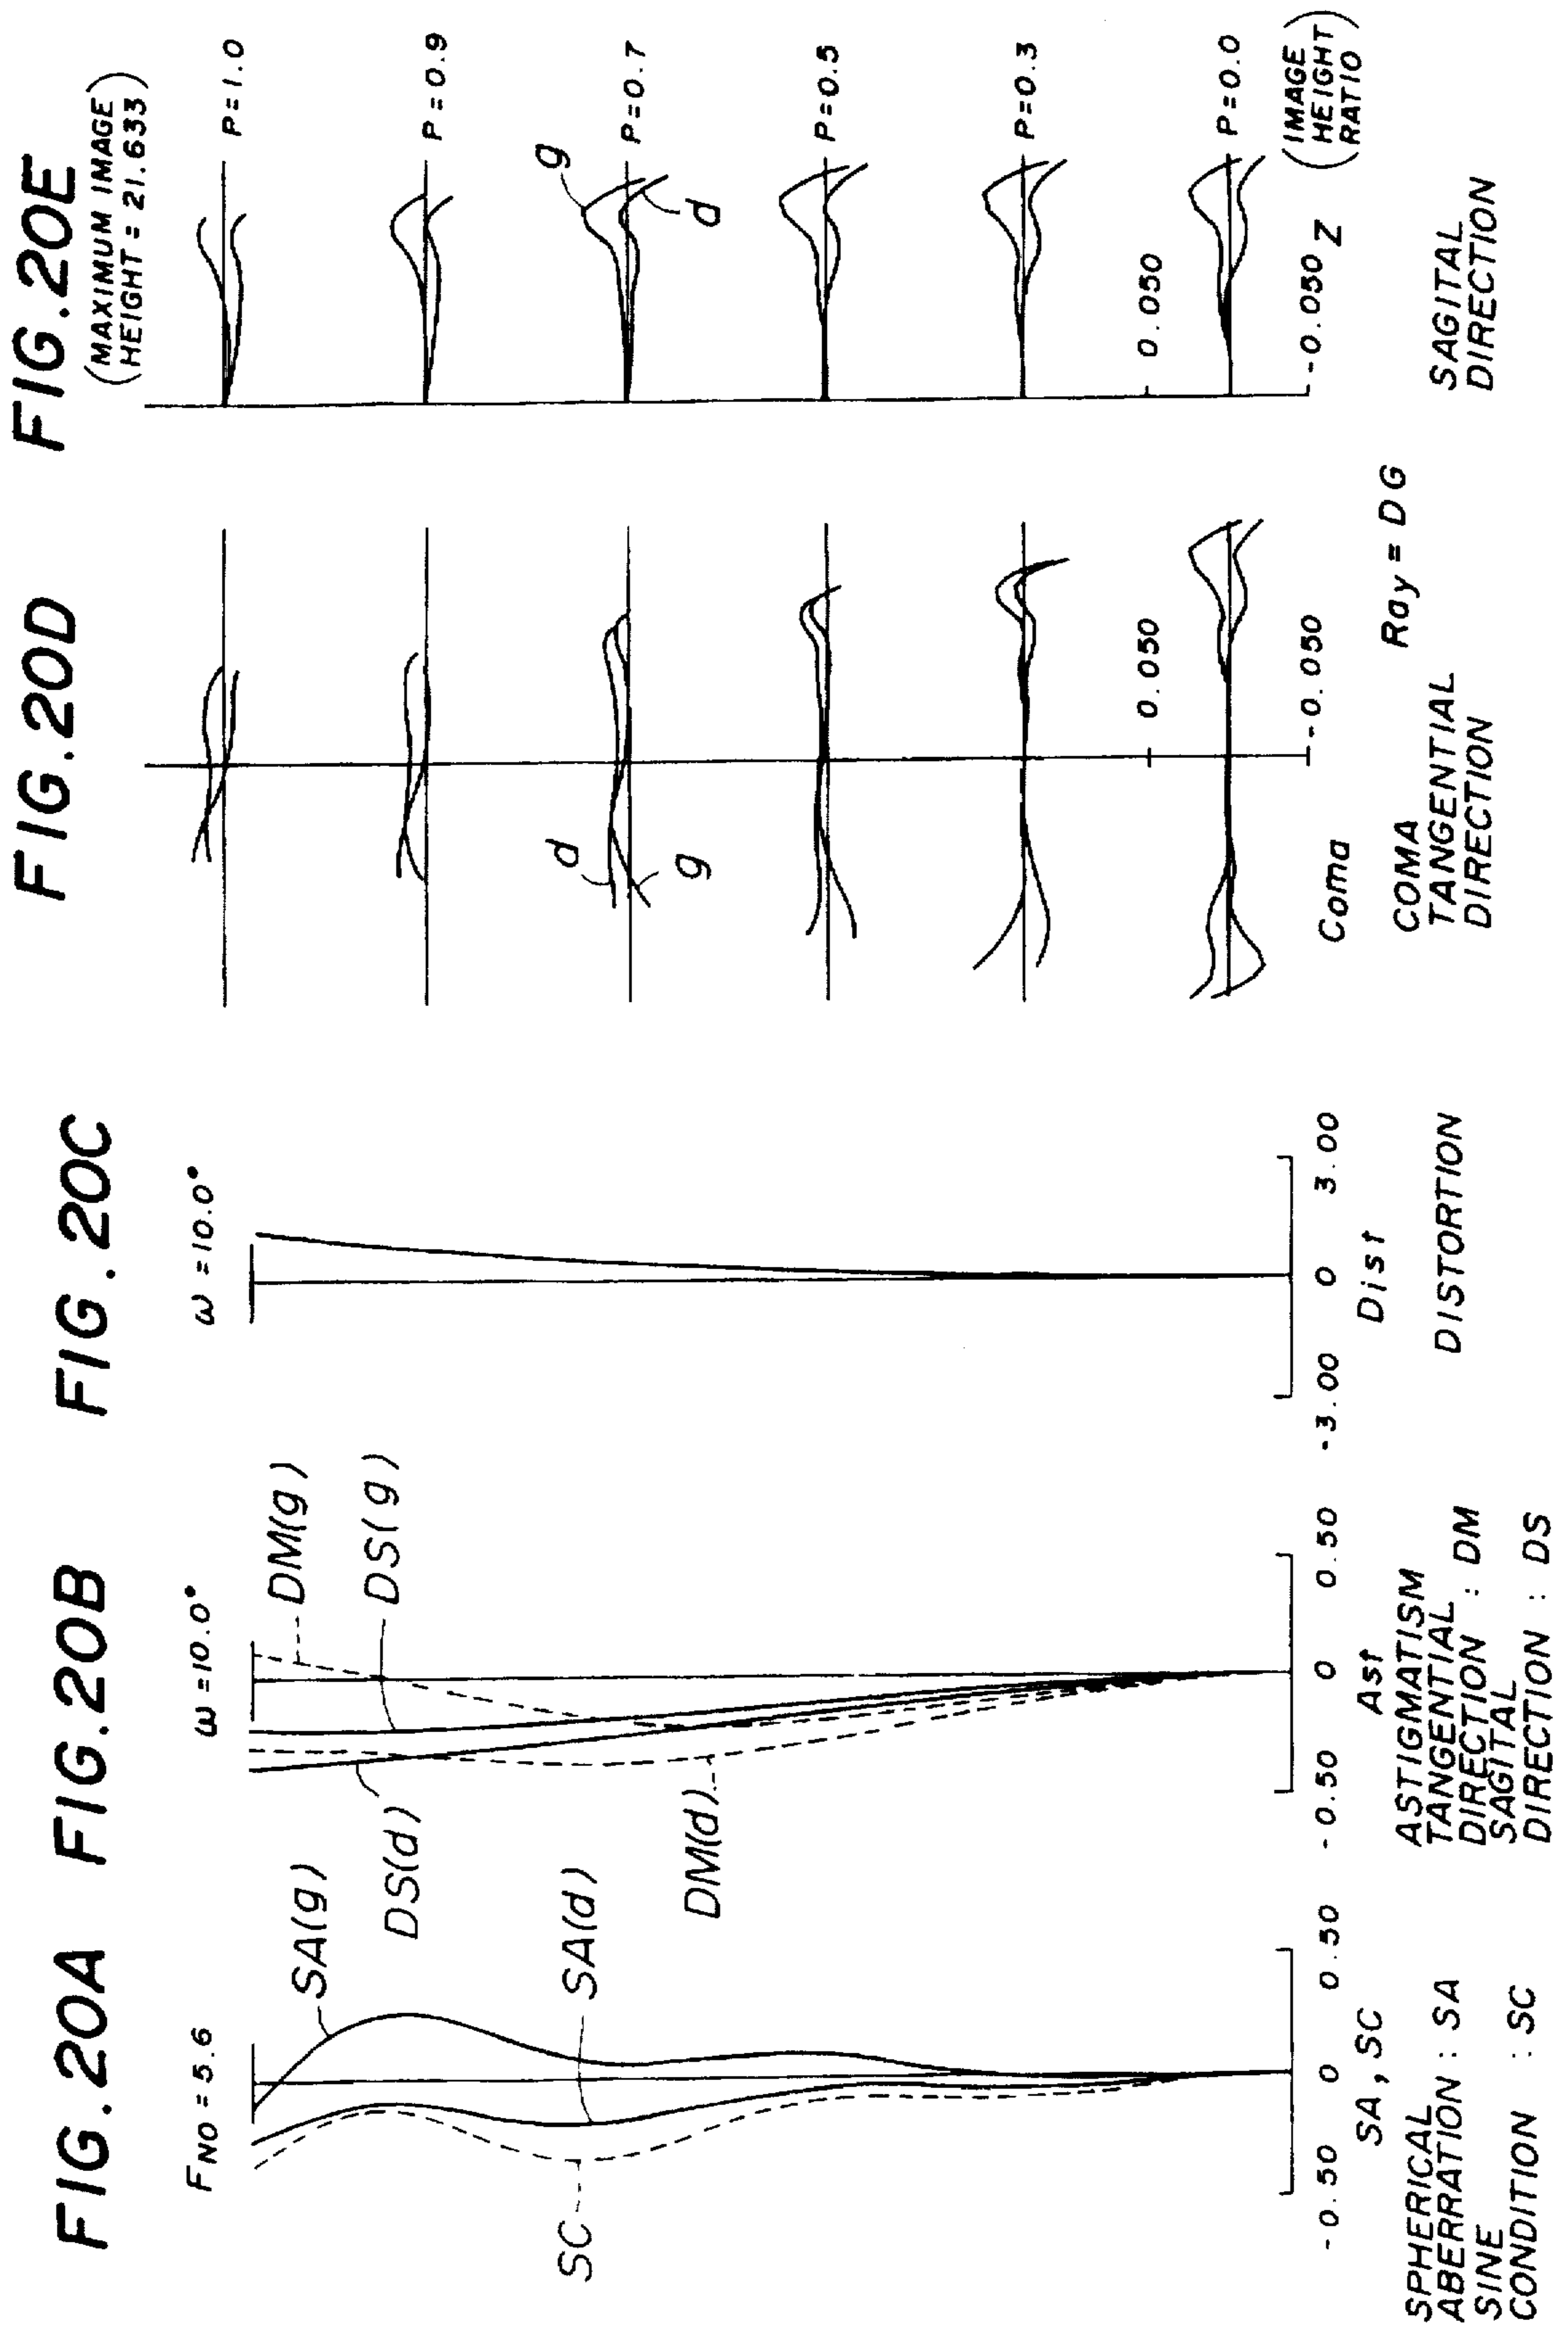 FIG.20A
FNO=5.6
SA(g)
SA(d)
SC
-0.50 0 0.50
SA, SC
SPHERICAL
ABERRATION : SA
SINE
CONDITION : SC
FIG.20B
ω=10.0°
DM(g)
DS(g)
DS(d)
DM(d)
-0.50 0 0.50
Ast
ASTIGMATISM
TANGENTIAL
DIRECTION : DM
SAGITAL
DIRECTION : DS
FIG.20C
ω=10.0°
-3.00 0 3.00
Dist
DISTORTION
FIG.20D
d
g
0.050
-0.050
Coma
Ray=DG
COMA
TANGENTIAL
DIRECTION
FIG.20E
(MAXIMUM IMAGE
HEIGHT=21.633)
P=1.0
P=0.9
g
P=0.7
d
P=0.5
P=0.3
0.050
P=0.0
-0.050
Z
(IMAGE
HEIGHT
RATIO)
SAGITAL
DIRECTION